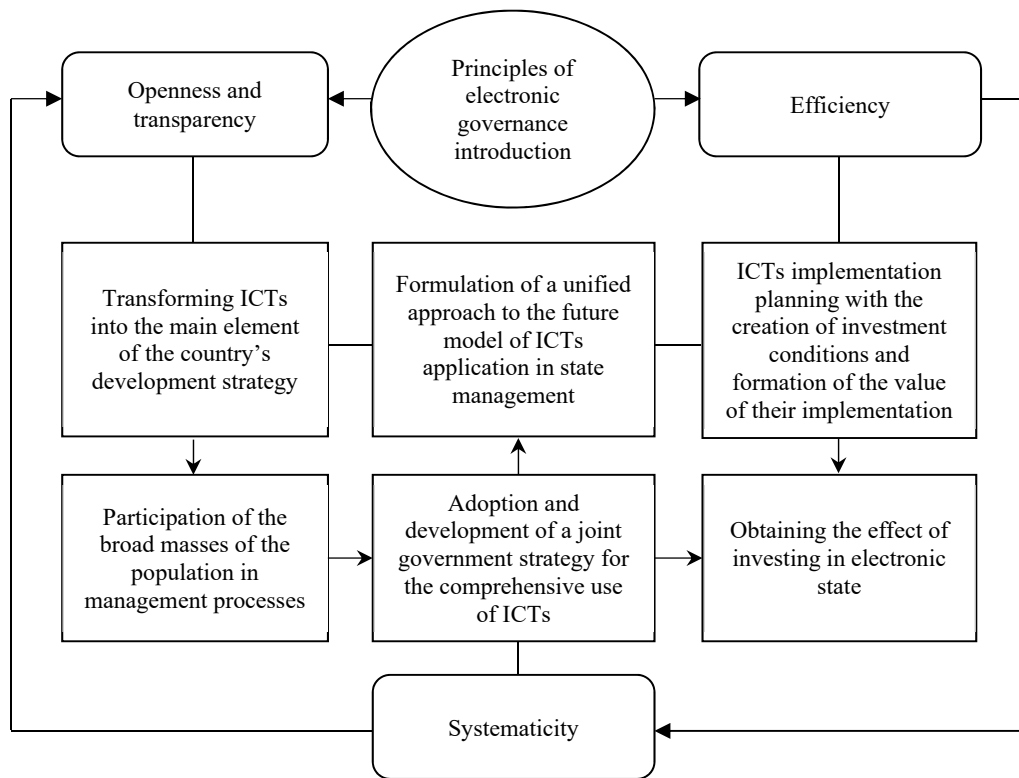 Openness and
transparency
Principles of
electronic
governance
introduction
Efficiency
Transforming ICTs
into the main element
of the country’s
development strategy
Formulation of a unified
approach to the future
model of ICTs
application in state
management
ICTs implementation
planning with the
creation of investment
conditions and
formation of the value
of their implementation
Participation of the
broad masses of the
population in
management processes
Adoption and
development of a joint
government strategy for
the comprehensive use
of ICTs
Obtaining the effect of
investing in electronic
state
Systematicity